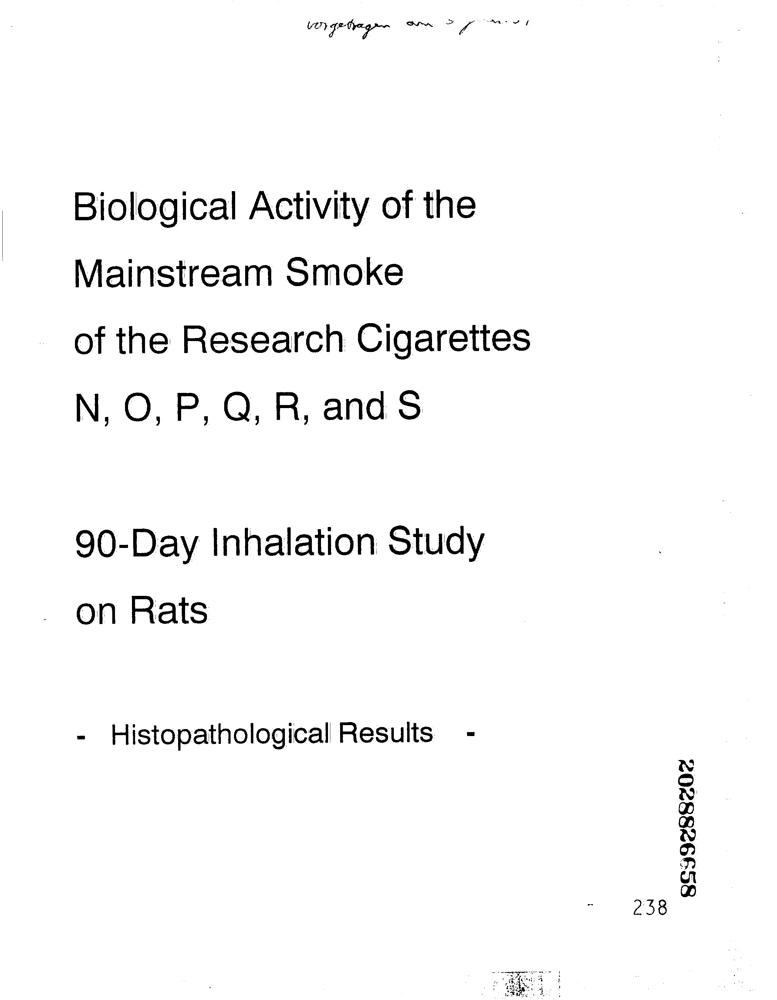 vorgetragen am
Biological Activity of the
Mainstream Smoke
of the Research Cigarettes
N, O, P, Q, R, and S
90-Day Inhalation Study
on Rats
- Histopathological Results -
2028826658
- 238